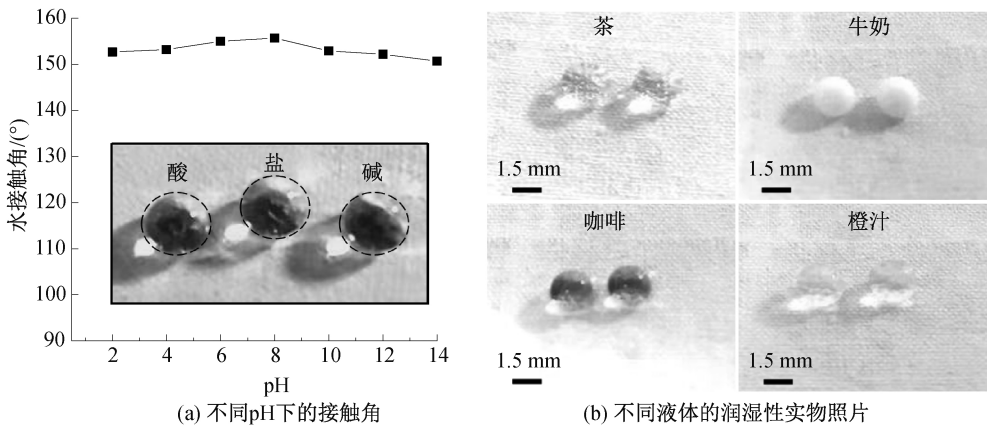 160
150
140
130
120
110
100
90
水接触角/(°)
酸
盐
碱
2 4 6 8 10 12 14
pH
(a) 不同pH下的接触角
茶
1.5 mm
牛奶
1.5 mm
咖啡
1.5 mm
橙汁
1.5 mm
(b) 不同液体的润湿性实物照片